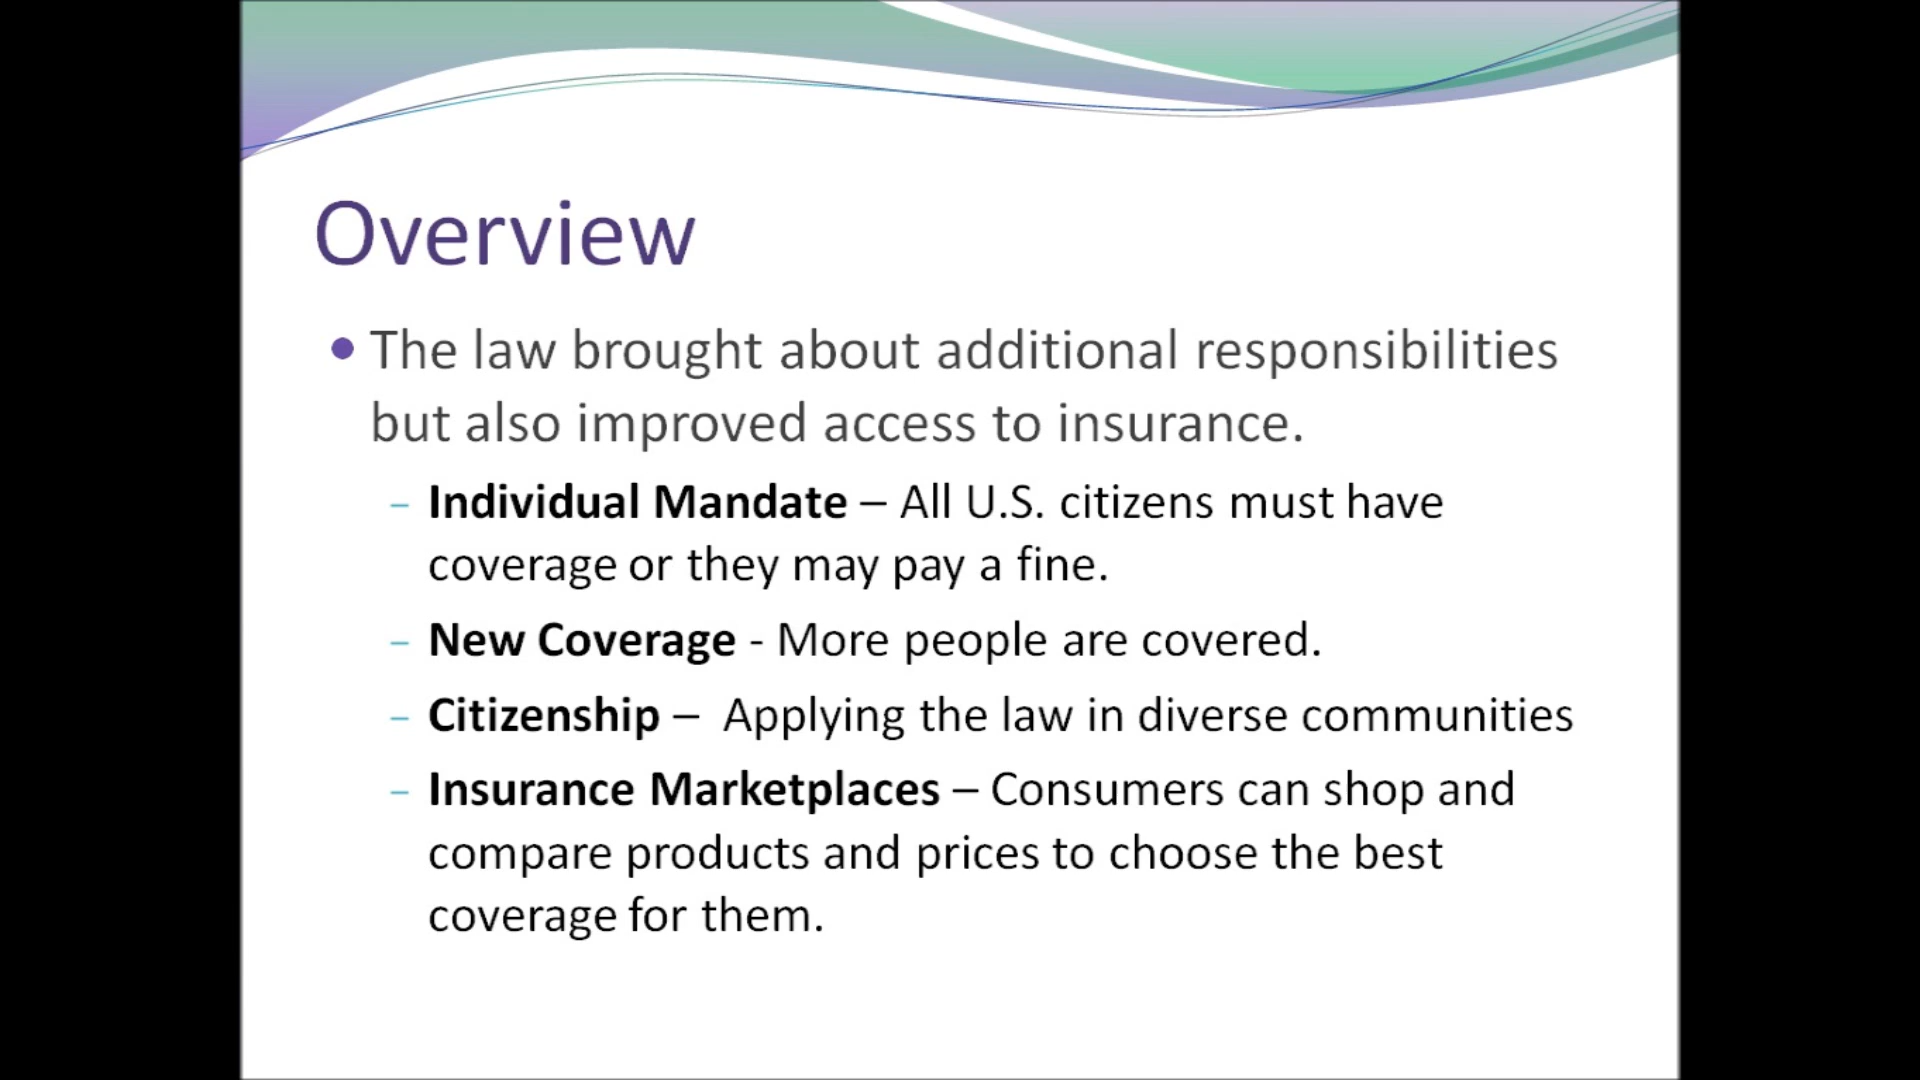 Overview
• The law brought about additional responsibilities
but also improved access to insurance.
– Individual Mandate – All U.S. citizens must have
coverage or they may pay a fine.
– New Coverage - More people are covered.
– Citizenship –  Applying the law in diverse communities
– Insurance Marketplaces – Consumers can shop and
compare products and prices to choose the best
coverage for them.